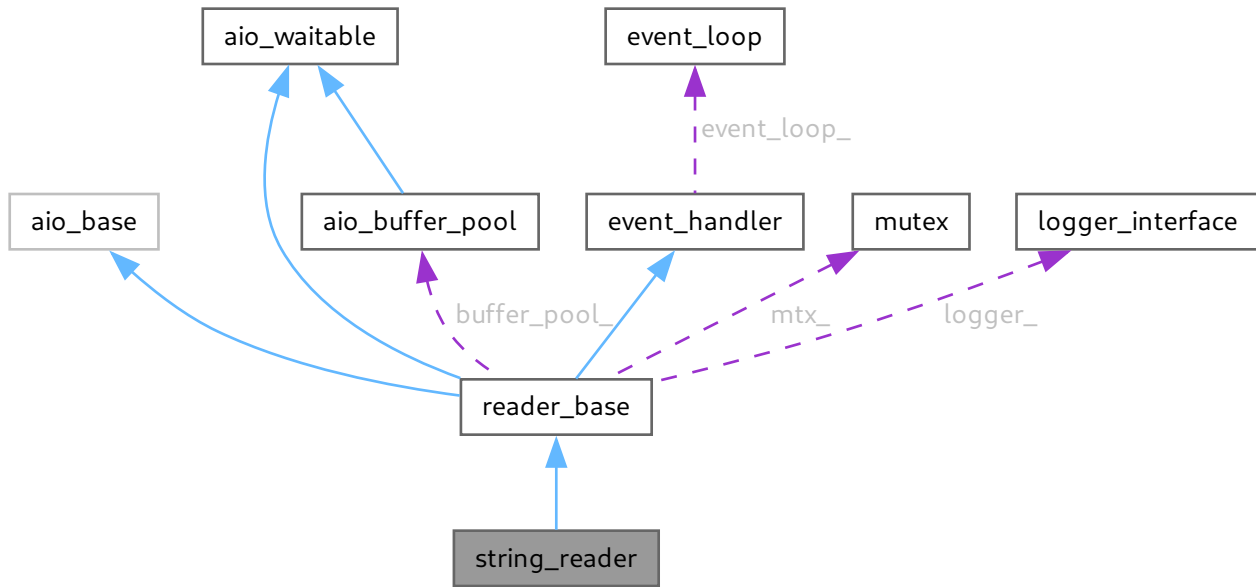 aio_waitable
event_loop
event_loop_
aio_base
aio_buffer_pool
event_handler
mutex
logger_interface
buffer_pool_
mtx_
logger_
reader_base
string_reader